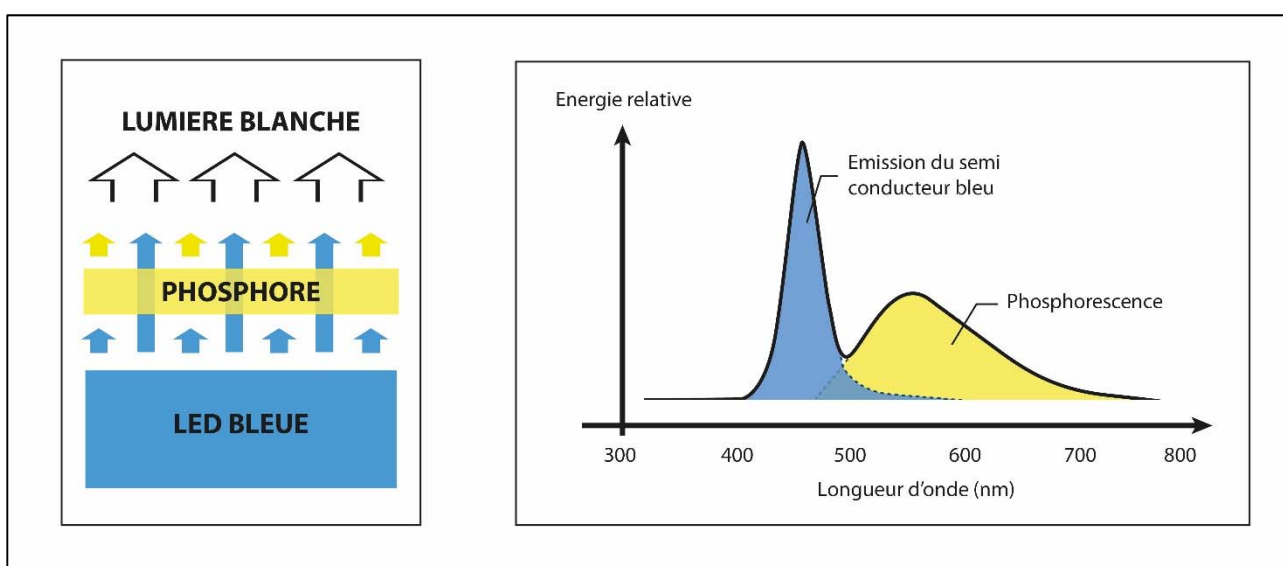 LUMIERE BLANCHE
PHOSPHORE
LED BLEUE
Energie relative
Emission du semi
conducteur bleu
Phosphorescence
300 400 500 600 700 800
Longueur d'onde (nm)